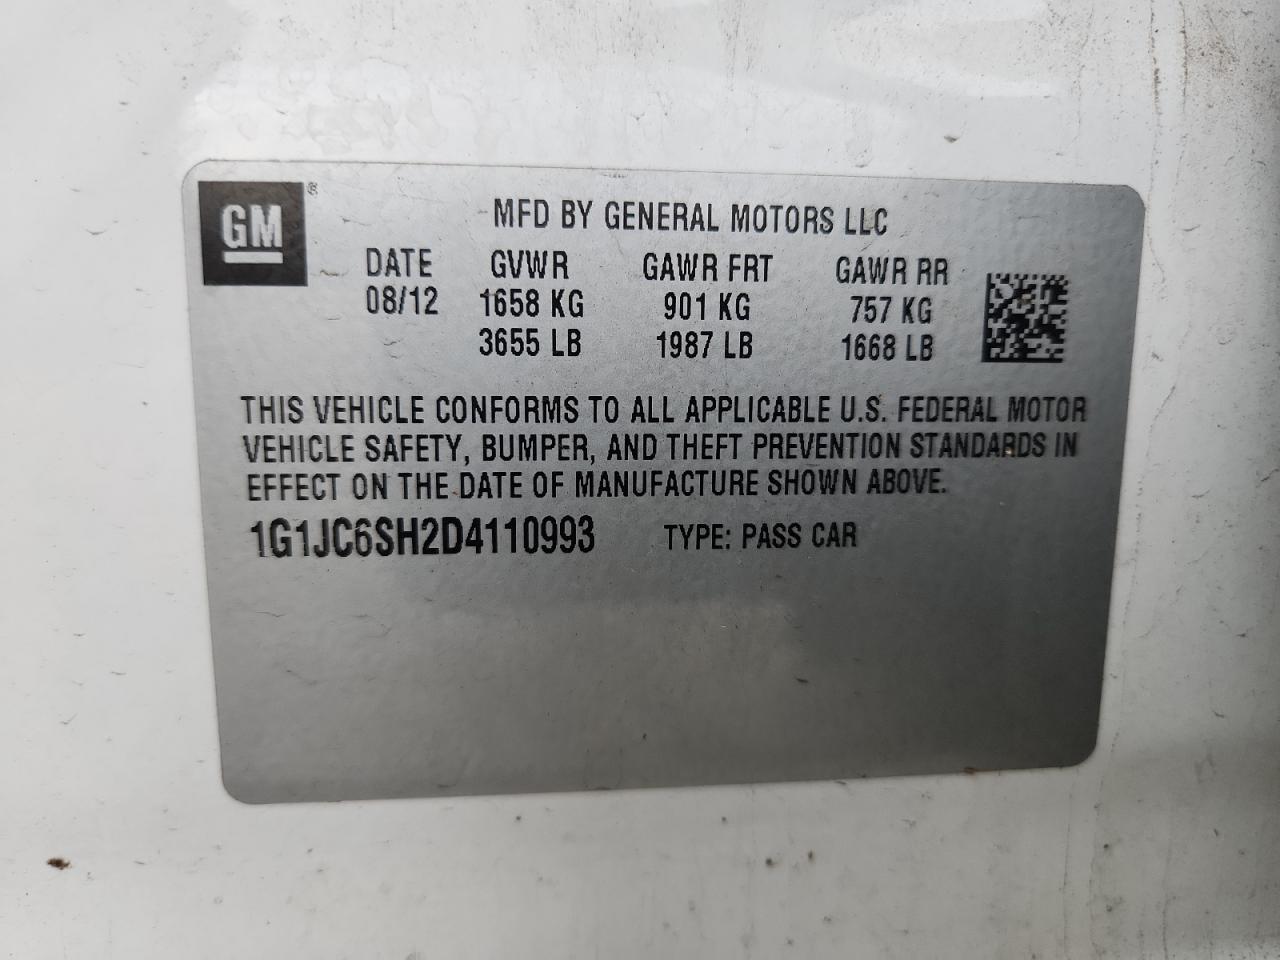 GM®
MFD BY GENERAL MOTORS LLC
DATE GVWR GAWR FRT GAWR RR
08/12 1658 KG 901 KG 757 KG
3655 LB 1987 LB 1668 LB
THIS VEHICLE CONFORMS TO ALL APPLICABLE U.S. FEDERAL MOTOR
VEHICLE SAFETY, BUMPER, AND THEFT PREVENTION STANDARDS IN
EFFECT ON THE DATE OF MANUFACTURE SHOWN ABOVE.
1G1JC6SH2D4110993 TYPE: PASS CAR